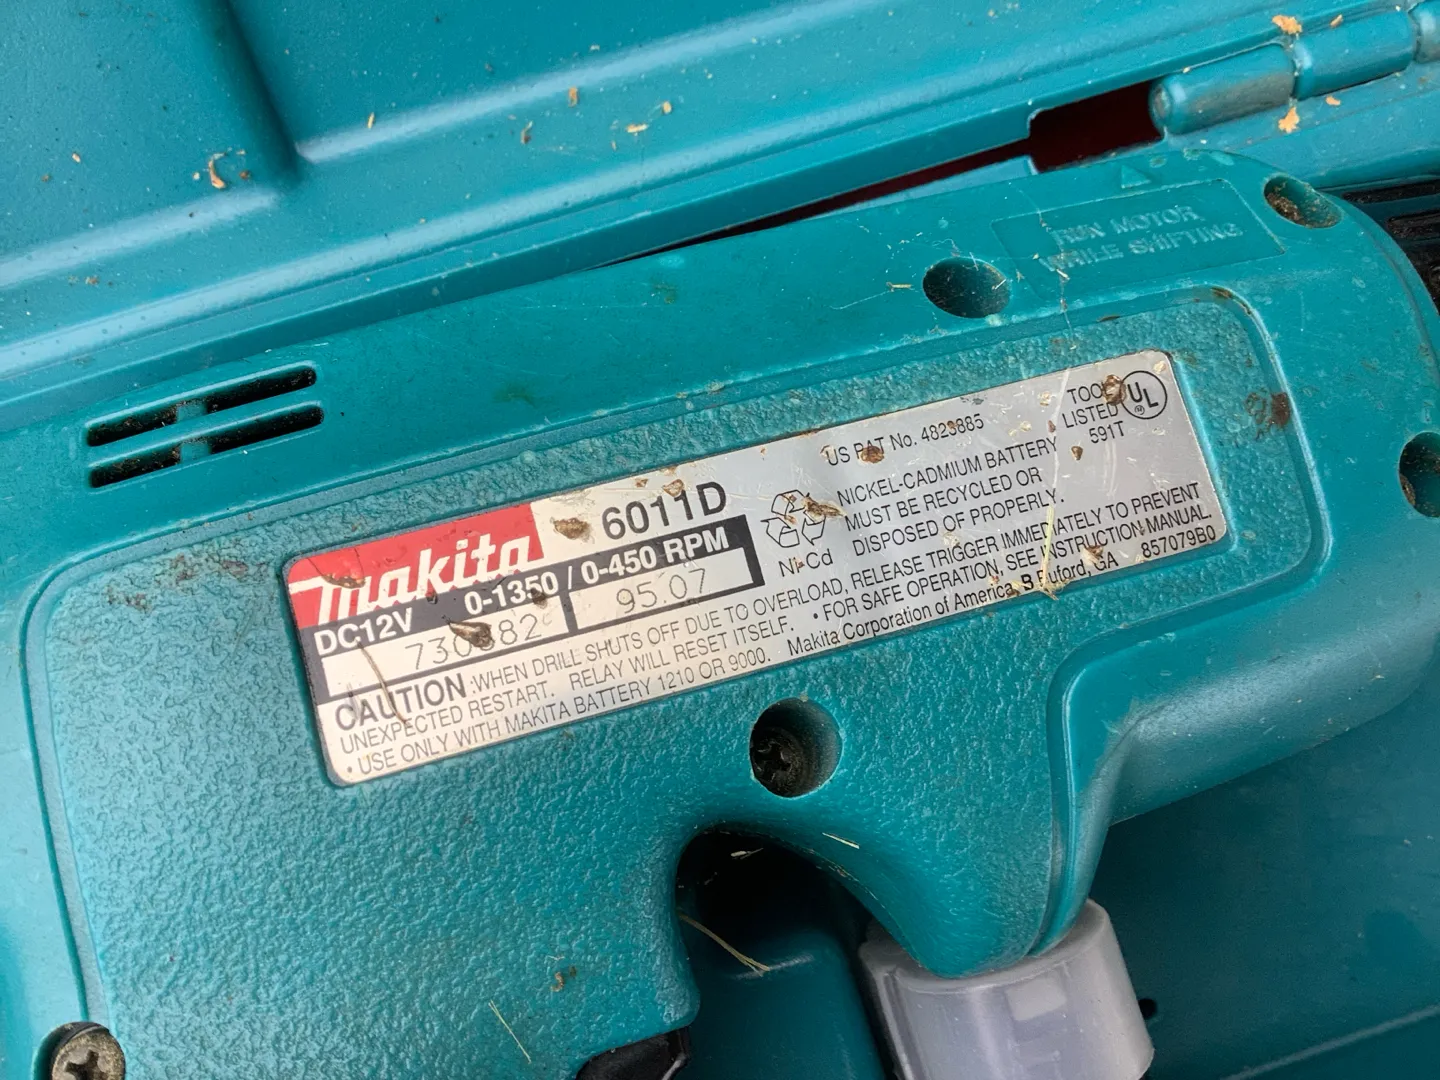 RUN MOTOR
WHILE SHIFTING
makita 6011D
DC12V 0-1350 / 0-450 RPM
95 07
US PAT No.
TOOL
LISTED
591T
UL
NICKEL-CADMIUM BATTERY
MUST BE RECYCLED OR
DISPOSED OF PROPERLY.
Ni-Cd
CAUTION :WHEN DRILL SHUTS OFF DUE TO OVERLOAD, RELEASE TRIGGER IMMEDIATELY TO PREVENT
UNEXPECTED RESTART. RELAY WILL RESET ITSELF. • FOR SAFE OPERATION, SEE INSTRUCTION MANUAL
• USE ONLY WITH MAKITA BATTERY 1210 OR 9000. Makita Corporation of America, Buford, GA 857079B0